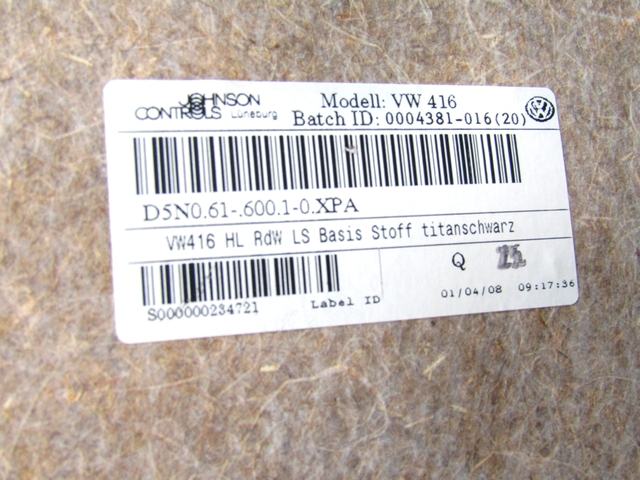 JOHNSON
CONTROLS Lüneburg
Modell: VW 416
Batch ID: 0004381-016(20)
D5N0.61-.600.1-0.XPA
VW416 HL RdW LS Basis Stoff titanschwarz
S000000234721
Label ID
Q
01/04/08 09:17:36